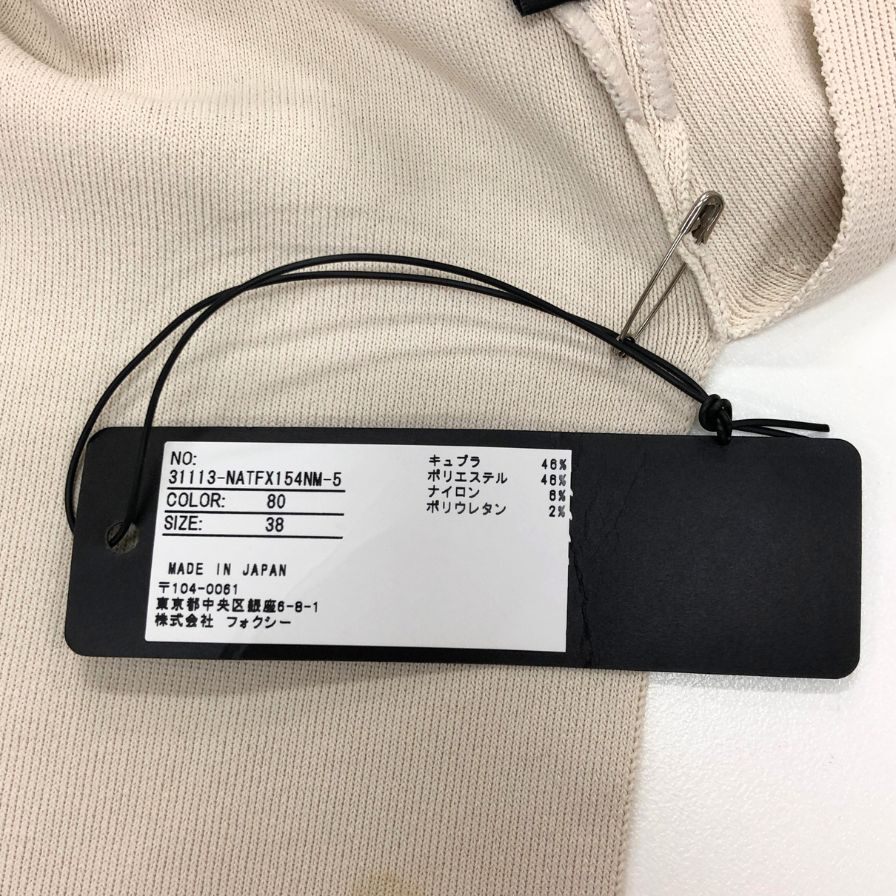 NO:
31113-NATFX154NM-5
COLOR: 80
SIZE: 38
MADE IN JAPAN
〒104-0061
東京都中央区銀座6-8-1
株式会社 フォクシー
キュプラ 46%
ポリエステル 46%
ナイロン 6%
ポリウレタン 2%